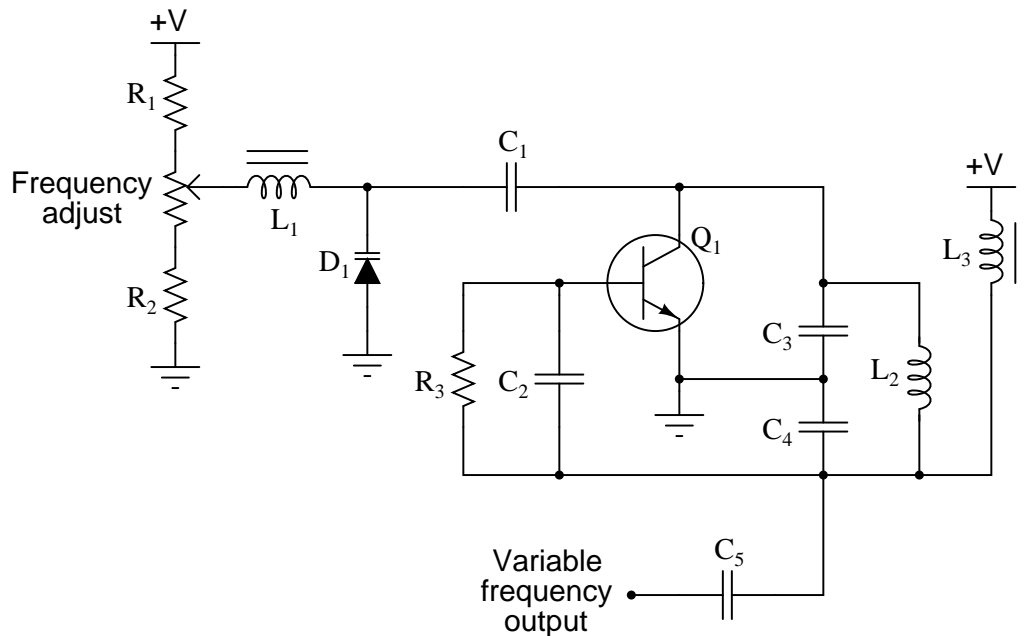 +V
R₁
C₁
Frequency
adjust
L₁
+V
Q₁
L₃
D₁
R₂
C₃
R₃
C₂
L₂
C₄
Variable
frequency
output
C₅